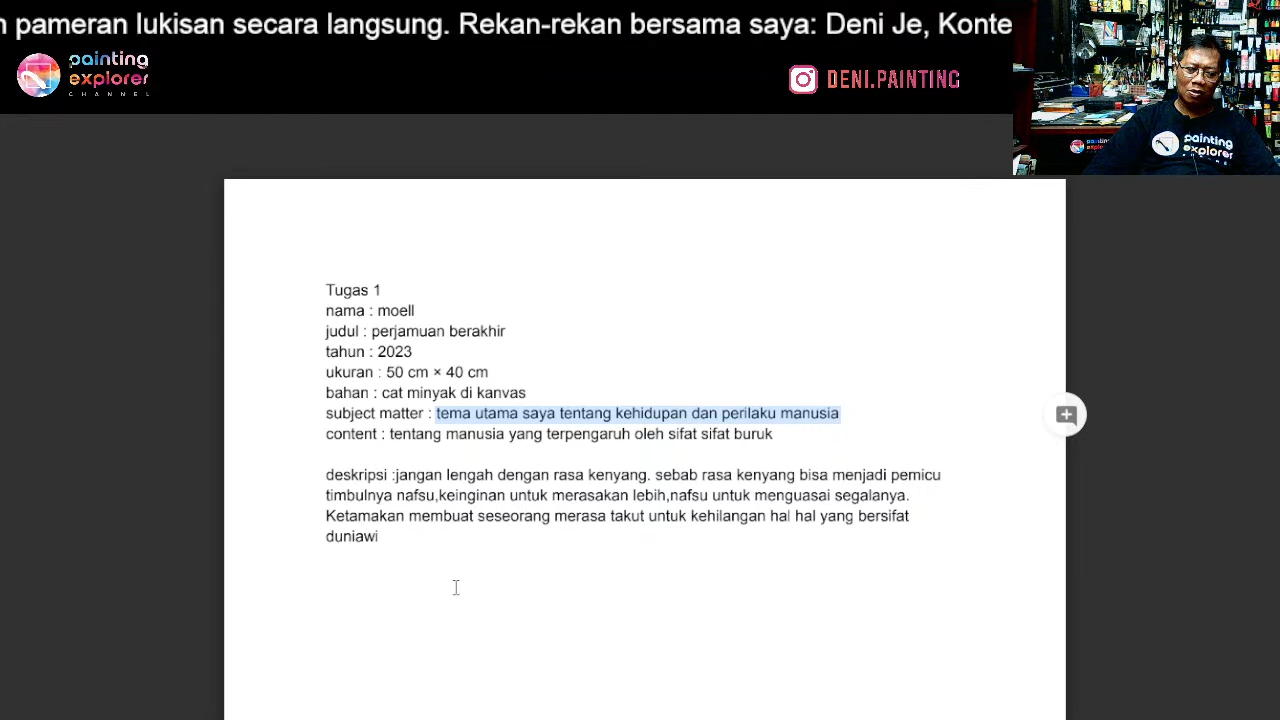 n pameran lukisan secara langsung. Rekan-rekan bersama saya: Deni Je, Konte
painting
explorer
CHANNEL
DENI.PAINTING
painting
explorer
Tugas 1
nama : moell
judul : perjamuan berakhir
tahun : 2023
ukuran : 50 cm × 40 cm
bahan : cat minyak di kanvas
subject matter : tema utama saya tentang kehidupan dan perilaku manusia
content : tentang manusia yang terpengaruh oleh sifat sifat buruk
deskripsi :jangan lengah dengan rasa kenyang. sebab rasa kenyang bisa menjadi pemicu
timbulnya nafsu,keinginan untuk merasakan lebih,nafsu untuk menguasai segalanya.
Ketamakan membuat seseorang merasa takut untuk kehilangan hal hal yang bersifat
duniawi